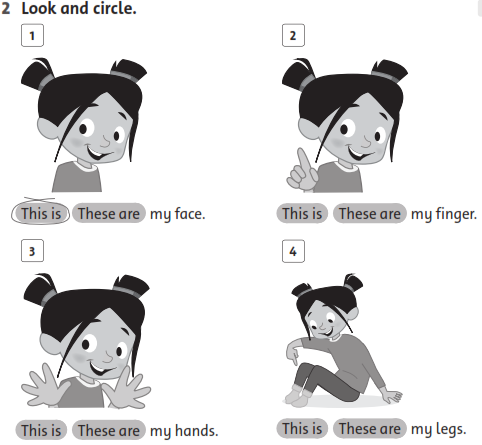 2 Look and circle.
1
2
This is These are my face.
This is These are my finger.
3
4
This is These are my hands.
This is These are my legs.